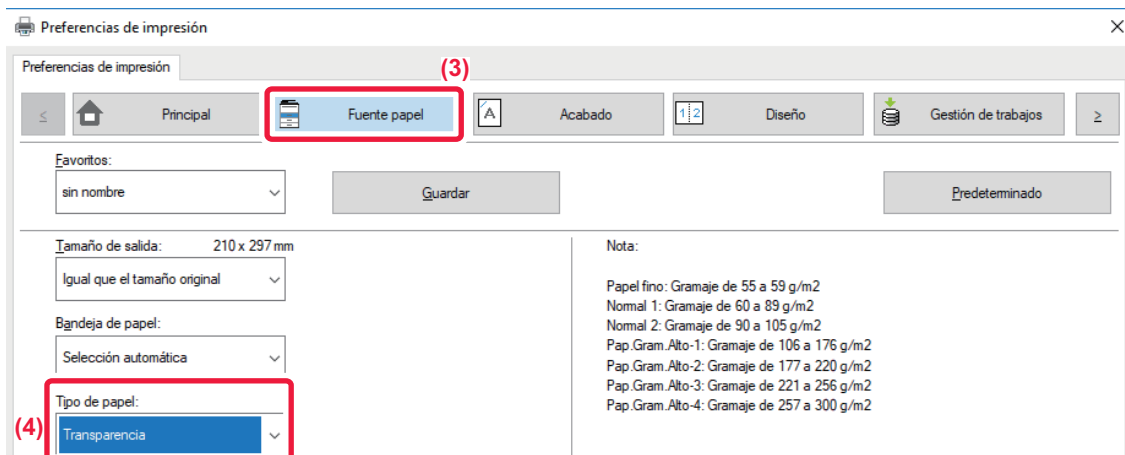 Preferencias de impresión
Preferencias de impresión
(3)
< Principal Fuente papel A Acabado 1 2 Diseño Gestión de trabajos >
Favoritos:
sin nombre Guardar Predeterminado
Tamaño de salida: 210 x 297 mm
Igual que el tamaño original
Bandeja de papel:
Selección automática
Tipo de papel:
(4) Transparencia
Nota:
Papel fino: Gramaje de 55 a 59 g/m2
Normal 1: Gramaje de 60 a 89 g/m2
Normal 2: Gramaje de 90 a 105 g/m2
Pap.Gram.Alto-1: Gramaje de 106 a 176 g/m2
Pap.Gram.Alto-2: Gramaje de 177 a 220 g/m2
Pap.Gram.Alto-3: Gramaje de 221 a 256 g/m2
Pap.Gram.Alto-4: Gramaje de 257 a 300 g/m2